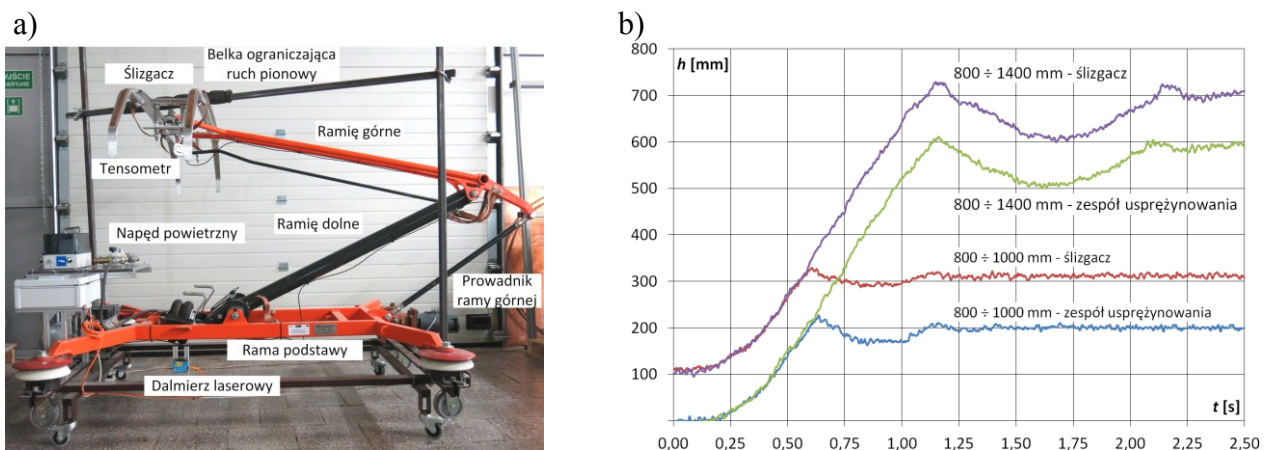 a)
Belka ograniczająca
ruch pionowy
Ślizgacz
WYJŚCIE
Ramię górne
Tensometr
Ramię dolne
Napęd powietrzny
Prowadnik
ramy górnej
Rama podstawy
Dalmierz laserowy
b)
800
h [mm]
800 ÷ 1400 mm - ślizgacz
700
600
500
800 ÷ 1400 mm - zespół usprężynowania
400
800 ÷ 1000 mm - ślizgacz
300
800 ÷ 1000 mm - zespół usprężynowania
200
100
t [s]
0,00 0,25 0,50 0,75 1,00 1,25 1,50 1,75 2,00 2,25 2,50